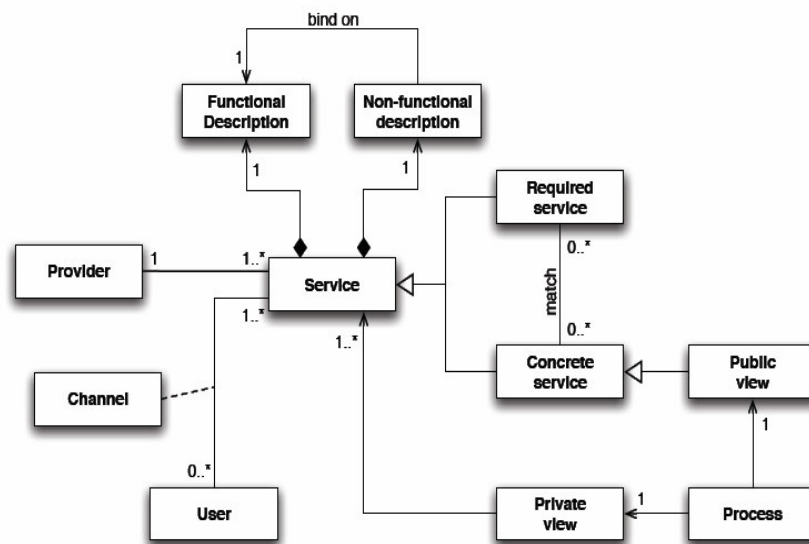 bind on
1
Functional
Description
Non-functional
description
1
1
Required
service
Provider
1
1..*
Service
0..*
match
1..*
1..*
0..*
Concrete
service
Public
view
Channel
1
0..*
User
Private
view
1
Process